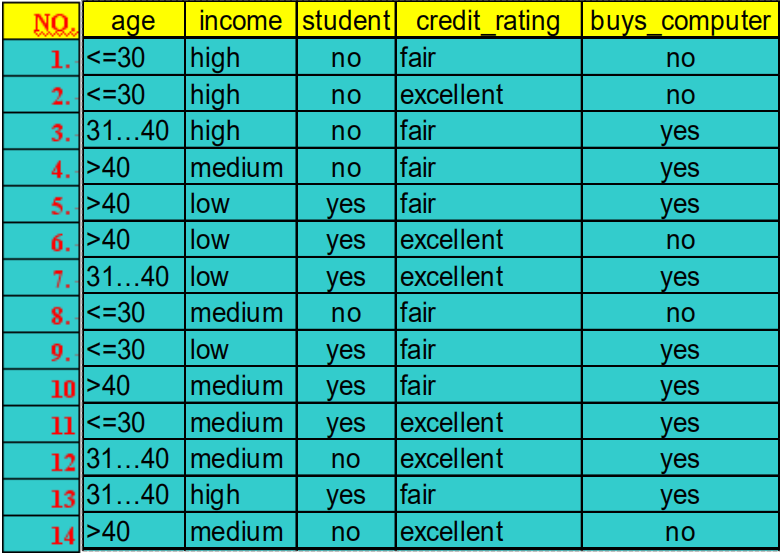 NO. age income student credit_rating buys_computer
1. <=30 high no fair no
2. <=30 high no excellent no
3. 31…40 high no fair yes
4. >40 medium no fair yes
5. >40 low yes fair yes
6. >40 low yes excellent no
7. 31…40 low yes excellent yes
8. <=30 medium no fair no
9. <=30 low yes fair yes
10 >40 medium yes fair yes
11 <=30 medium yes excellent yes
12 31…40 medium no excellent yes
13 31…40 high yes fair yes
14 >40 medium no excellent no